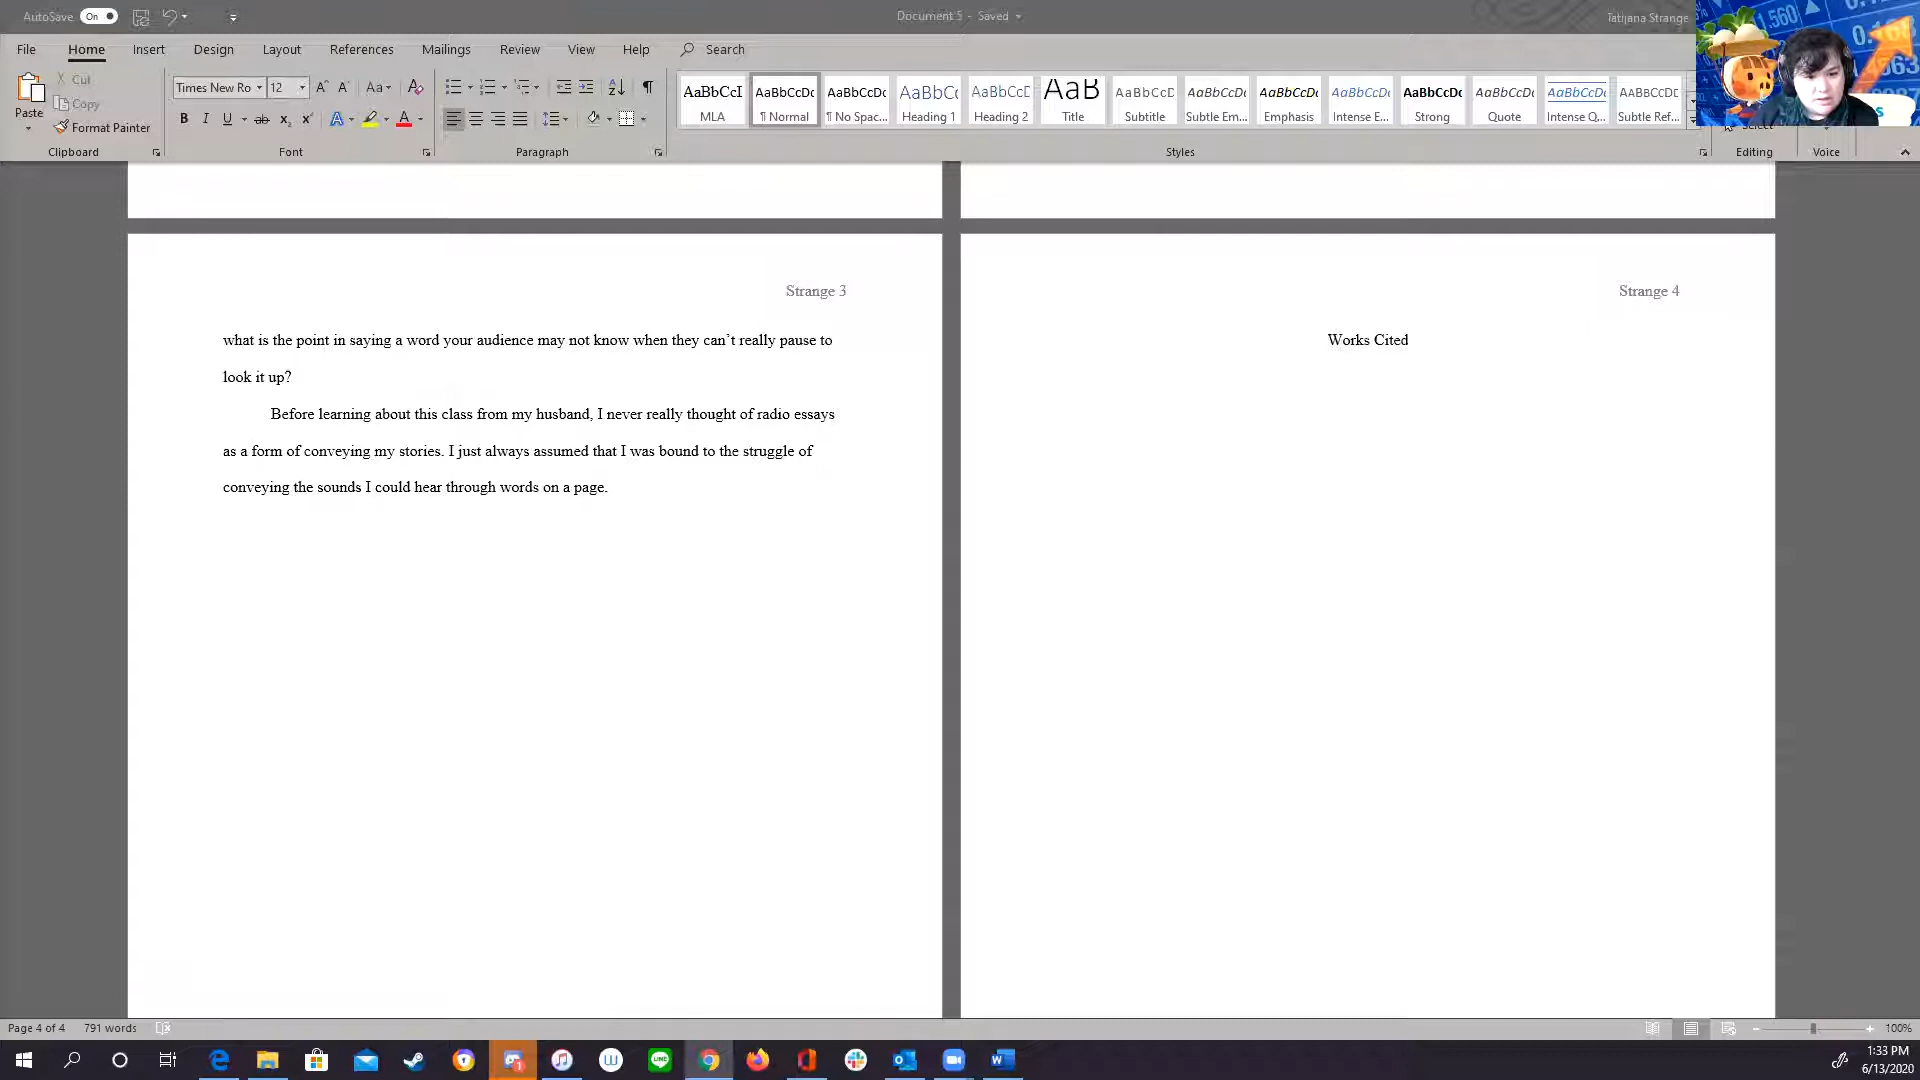 AutoSave On Document 5 - Saved Tatijana Strange
File Home Insert Design Layout References Mailings Review View Help Search
Paste
Cut
Copy
Format Painter
Clipboard
Times New Ro 12
Font
Paragraph
AaBbCcI AaBbCcDc AaBbCcDc AaBbC AaBbCcD AaB AaBbCcD AaBbCcDc AaBbCcDc AaBbCcDc AaBbCcDc AaBbCcDc AaBbCcDc AABBCCDE
MLA ¶ Normal ¶ No Spac... Heading 1 Heading 2 Title Subtitle Subtle Em... Emphasis Intense E... Strong Quote Intense Q... Subtle Ref...
Styles
Select
Editing
Voice
Strange 3
what is the point in saying a word your audience may not know when they can’t really pause to
look it up?
Before learning about this class from my husband, I never really thought of radio essays
as a form of conveying my stories. I just always assumed that I was bound to the struggle of
conveying the sounds I could hear through words on a page.
Strange 4
Works Cited
Page 4 of 4 791 words 100%
1:33 PM
6/13/2020